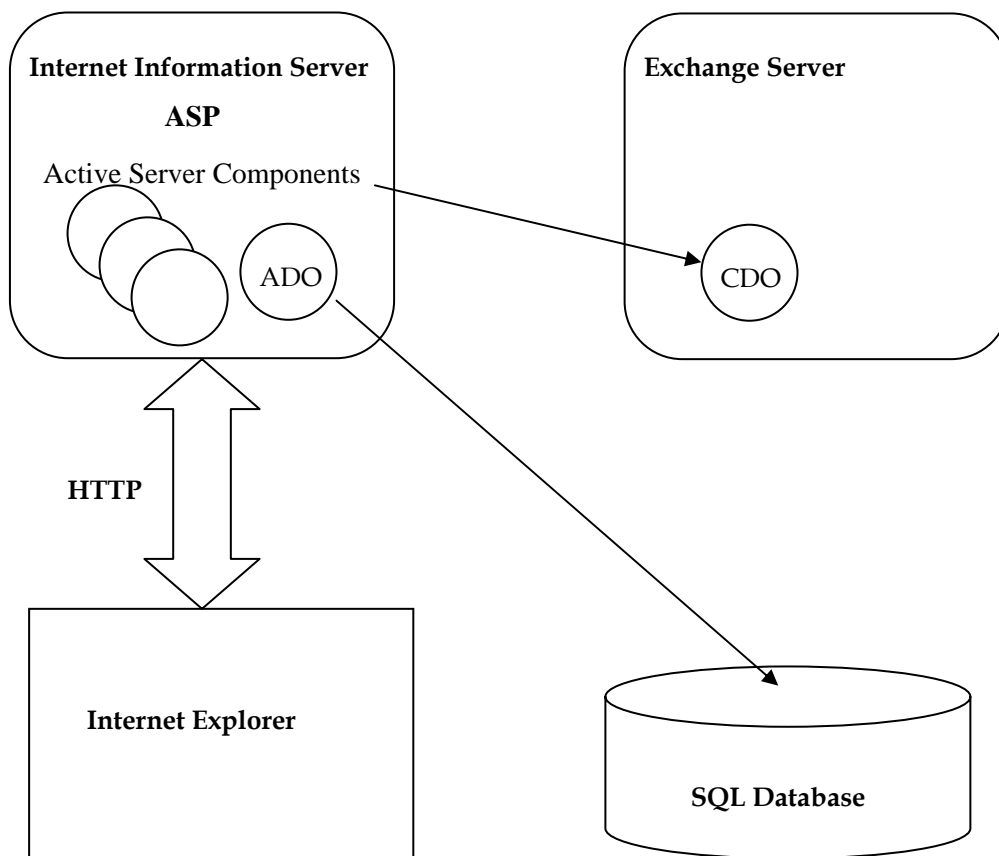 Internet Information Server
ASP
Active Server Components
ADO
Exchange Server
CDO
HTTP
Internet Explorer
SQL Database